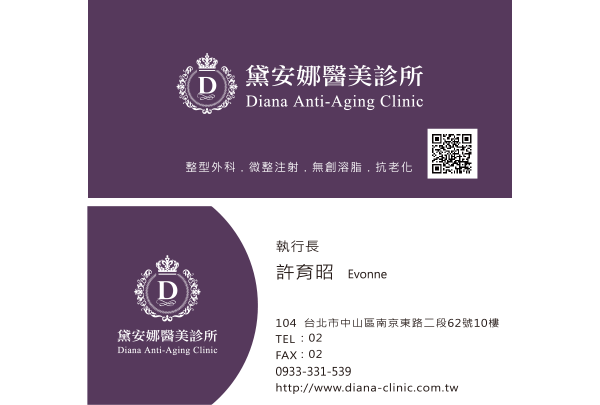 D
黛安娜醫美診所
Diana Anti-Aging Clinic
整型外科．微整注射．無創溶脂．抗老化
D
黛安娜醫美診所
Diana Anti-Aging Clinic
執行長
許育昭 Evonne
104 台北市中山區南京東路二段62號10樓
TEL：02
FAX：02
0933-331-539
http://www.diana-clinic.com.tw